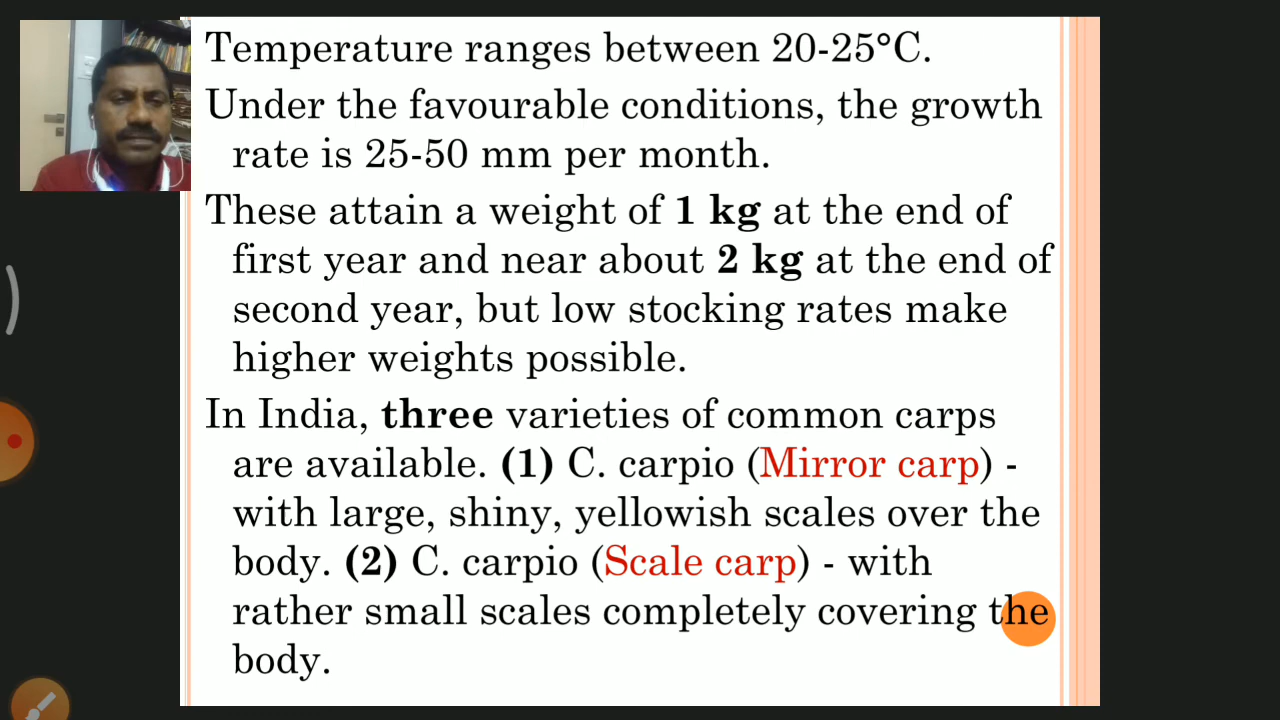 Temperature ranges between 20-25°C.
Under the favourable conditions, the growth
rate is 25-50 mm per month.
These attain a weight of 1 kg at the end of
first year and near about 2 kg at the end of
second year, but low stocking rates make
higher weights possible.
In India, three varieties of common carps
are available. (1) C. carpio (Mirror carp) -
with large, shiny, yellowish scales over the
body. (2) C. carpio (Scale carp) - with
rather small scales completely covering the
body.